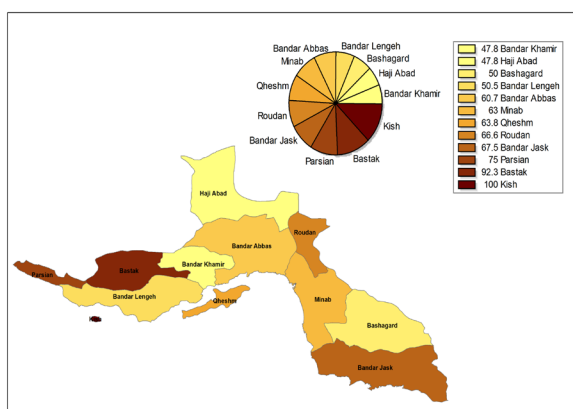 Bandar Abbas
Bandar Lengeh
Minab
Bashagard
Haji Abad
Qheshm
Bandar Khamir
Roudan
Kish
Bandar Jask
Parsian
Bastak
47.8 Bandar Khamir
47.8 Haji Abad
50 Bashagard
50.5 Bandar Lengeh
60.7 Bandar Abbas
63 Minab
63.8 Qheshm
66.6 Roudan
67.5 Bandar Jask
75 Parsian
92.3 Bastak
100 Kish
Haji Abad
Roudan
Bandar Abbas
Bandar Khamir
Bastak
Parsian
Bandar Lengeh
Qheshm
Minab
Bashagard
Bandar Jask